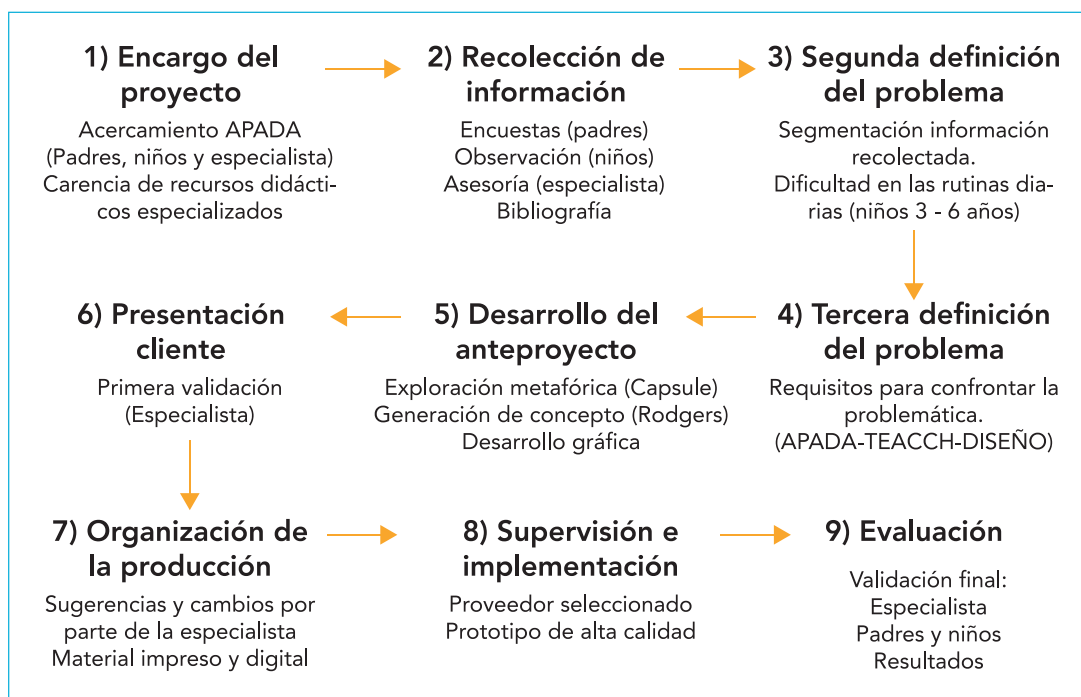 1) Encargo del
proyecto
Acercamiento APADA
(Padres, niños y especialista)
Carencia de recursos didácti-
cos especializados
2) Recolección de
información
Encuestas (padres)
Observación (niños)
Asesoría (especialista)
Bibliografía
3) Segunda definición
del problema
Segmentación información
recolectada.
Dificultad en las rutinas dia-
rias (niños 3 - 6 años)
4) Tercera definición
del problema
Requisitos para confrontar la
problemática.
(APADA-TEACCH-DISEÑO)
5) Desarrollo del
anteproyecto
Exploración metafórica (Capsule)
Generación de concepto (Rodgers)
Desarrollo gráfica
6) Presentación
cliente
Primera validación
(Especialista)
7) Organización de
la producción
Sugerencias y cambios por
parte de la especialista
Material impreso y digital
8) Supervisión e
implementación
Proveedor seleccionado
Prototipo de alta calidad
9) Evaluación
Validación final:
Especialista
Padres y niños
Resultados